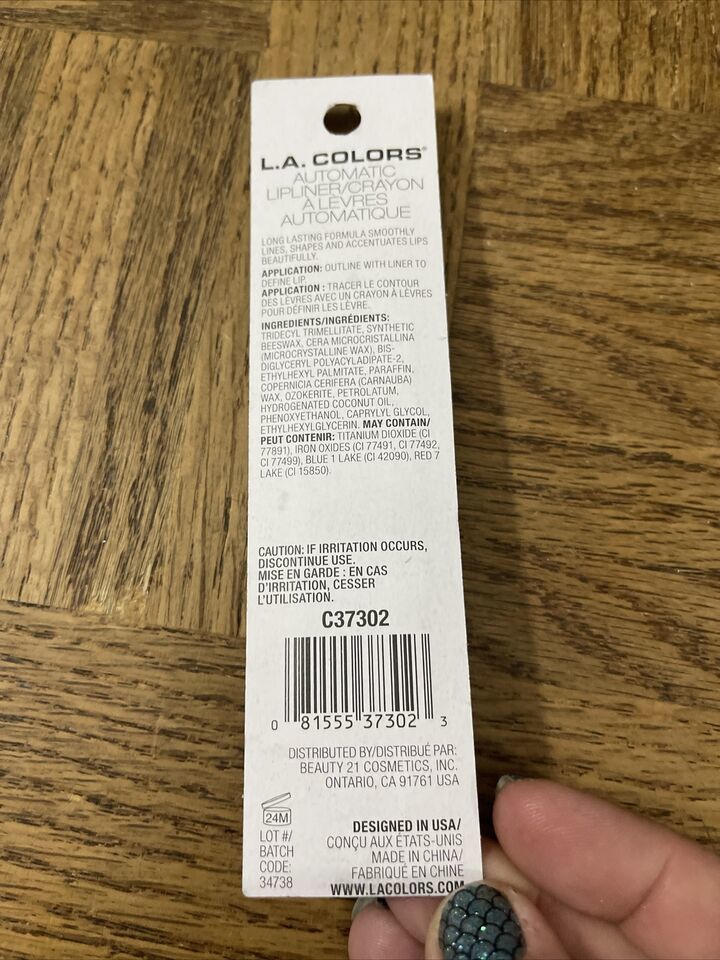 L.A. COLORS®
AUTOMATIC
LIPLINER/CRAYON
À LÈVRES
AUTOMATIQUE
LONG LASTING FORMULA SMOOTHLY
LINES, SHAPES AND ACCENTUATES LIPS
BEAUTIFULLY.
APPLICATION: OUTLINE WITH LINER TO
DEFINE LIP.
APPLICATION : TRACER LE CONTOUR
DES LÈVRES AVEC UN CRAYON À LÈVRES
POUR DÉFINIR LES LÈVRE.
INGREDIENTS/INGRÉDIENTS:
TRIDECYL TRIMELLITATE, SYNTHETIC
BEESWAX, CERA MICROCRISTALLINA
(MICROCRYSTALLINE WAX), BIS-
DIGLYCERYL POLYACYLADIPATE-2,
ETHYLHEXYL PALMITATE, PARAFFIN,
COPERNICIA CERIFERA (CARNAUBA)
WAX, OZOKERITE, PETROLATUM,
HYDROGENATED COCONUT OIL,
PHENOXYETHANOL, CAPRYLYL GLYCOL,
ETHYLHEXYLGLYCERIN. MAY CONTAIN/
PEUT CONTENIR: TITANIUM DIOXIDE (CI
77891), IRON OXIDES (CI 77491, CI 77492,
CI 77499), BLUE 1 LAKE (CI 42090), RED 7
LAKE (CI 15850).
CAUTION: IF IRRITATION OCCURS,
DISCONTINUE USE.
MISE EN GARDE : EN CAS
D'IRRITATION, CESSER
L'UTILISATION.
C37302
0 81555 37302 3
DISTRIBUTED BY/DISTRIBUÉ PAR:
BEAUTY 21 COSMETICS, INC.
ONTARIO, CA 91761 USA
24M
LOT #/
BATCH
CODE:
34738
DESIGNED IN USA/
CONÇU AUX ÉTATS-UNIS
MADE IN CHINA/
FABRIQUÉ EN CHINE
WWW.LACOLORS.COM